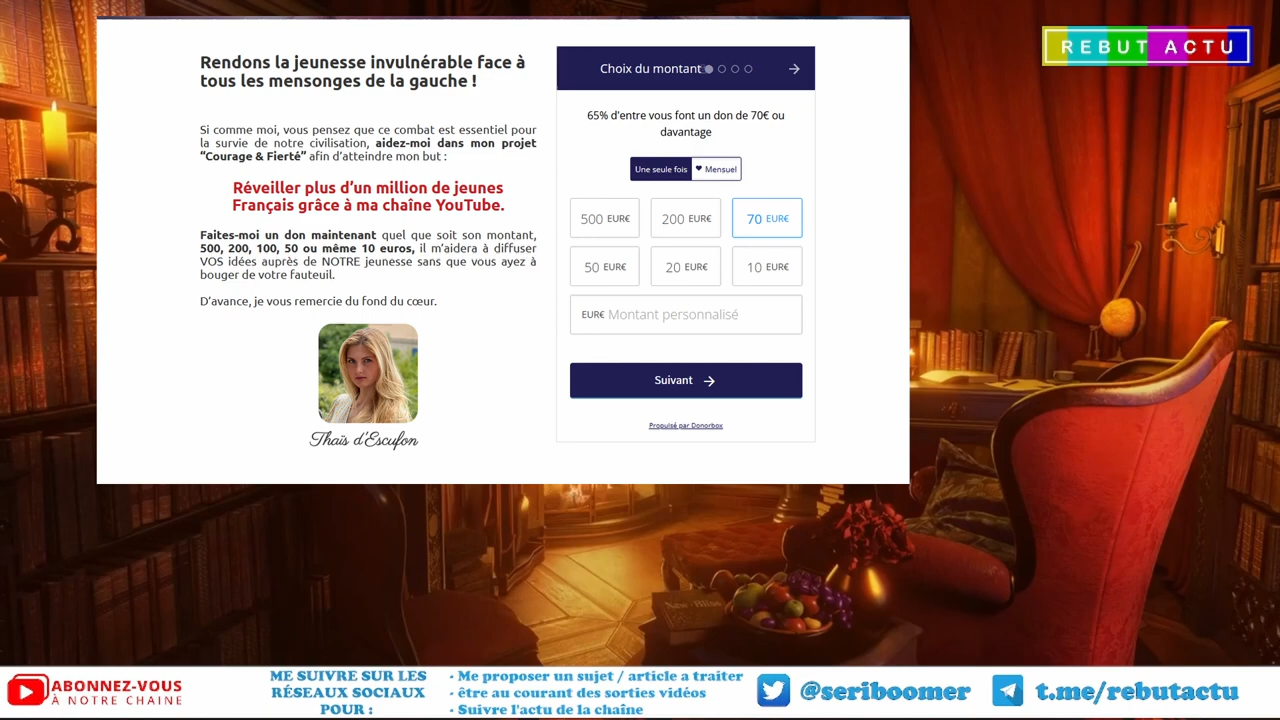 Rendons la jeunesse invulnérable face à
tous les mensonges de la gauche !
Si comme moi, vous pensez que ce combat est essentiel pour
la survie de notre civilisation, aidez-moi dans mon projet
“Courage & Fierté” afin d’atteindre mon but :
Réveiller plus d’un million de jeunes
Français grâce à ma chaîne YouTube.
Faites-moi un don maintenant quel que soit son montant,
500, 200, 100, 50 ou même 10 euros, il m’aidera à diffuser
VOS idées auprès de NOTRE jeunesse sans que vous ayez à
bouger de votre fauteuil.
D’avance, je vous remercie du fond du cœur.
Thaïs d’Escufon
Choix du montant
65% d'entre vous font un don de 70€ ou
davantage
Une seule fois
Mensuel
500 EUR€
200 EUR€
70 EUR€
50 EUR€
20 EUR€
10 EUR€
EUR€ Montant personnalisé
Suivant
Propulsé par Donorbox
REBUT ACTU
ABONNEZ-VOUS
À NOTRE CHAINE
ME SUIVRE SUR LES
RÉSEAUX SOCIAUX
POUR :
- Me proposer un sujet / article a traiter
- être au courant des sorties vidéos
- Suivre l'actu de la chaîne
@seriboomer
t.me/rebutactu